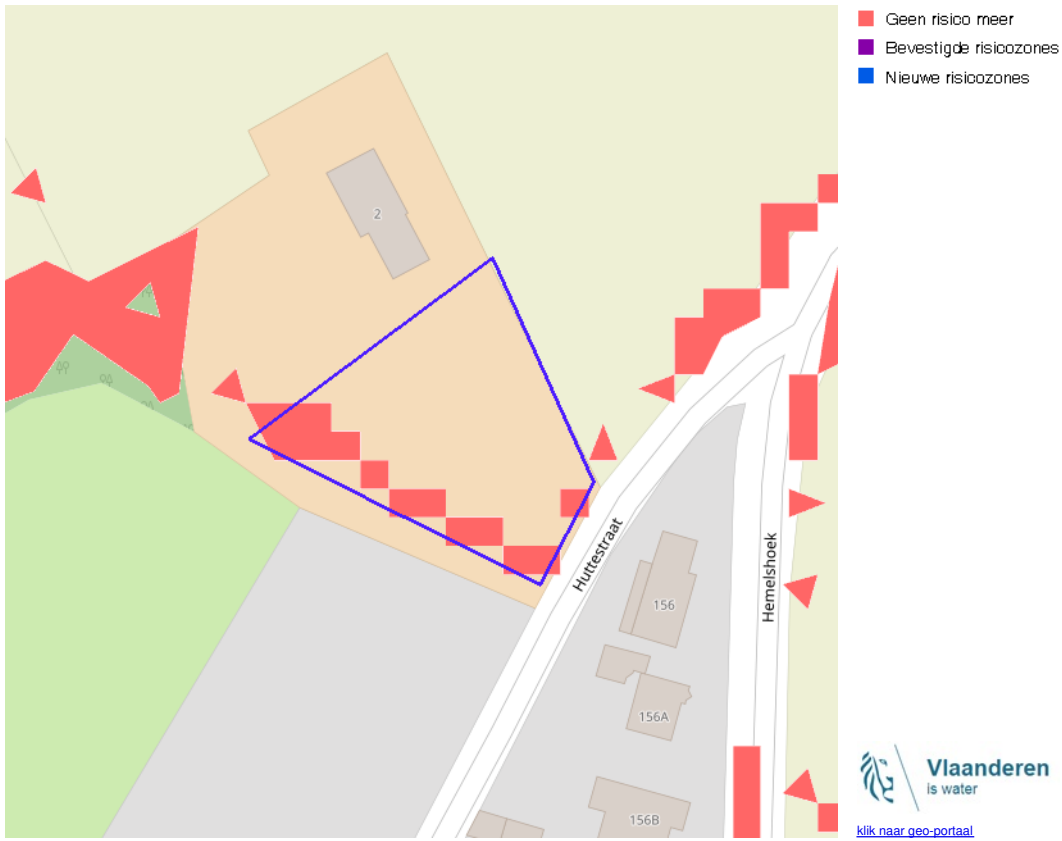 Geen risico meer
Bevestigde risicozones
Nieuwe risicozones
2
Huttestraat
Hemelshoek
156
156A
156B
Vlaanderen
is water
klik naar geo-portaal